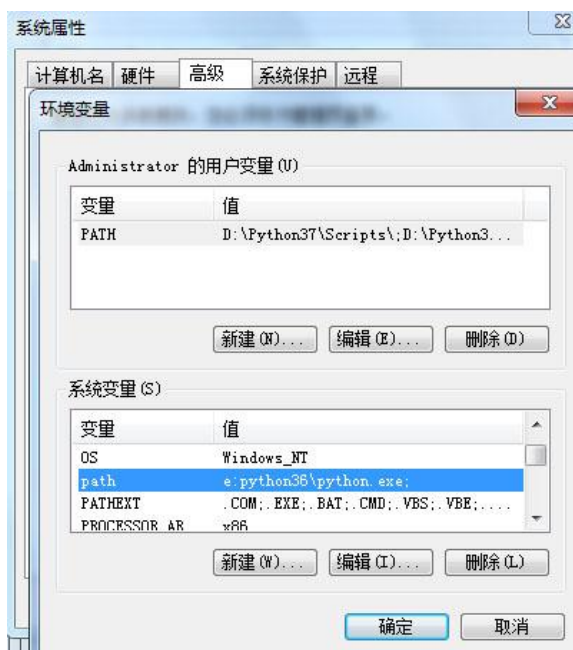 系统属性
计算机名 硬件 高级 系统保护 远程
环境变量
Administrator 的用户变量(U)
变量 值
PATH D:\Python37\Scripts\;D:\Python3...
新建(N)... 编辑(E)... 删除(D)
系统变量(S)
变量 值
OS Windows_NT
path e:python36\python.exe;
PATHEXT .COM;.EXE;.BAT;.CMD;.VBS;.VBE;....
PROCESSOR_AR x86
新建(W)... 编辑(I)... 删除(L)
确定 取消